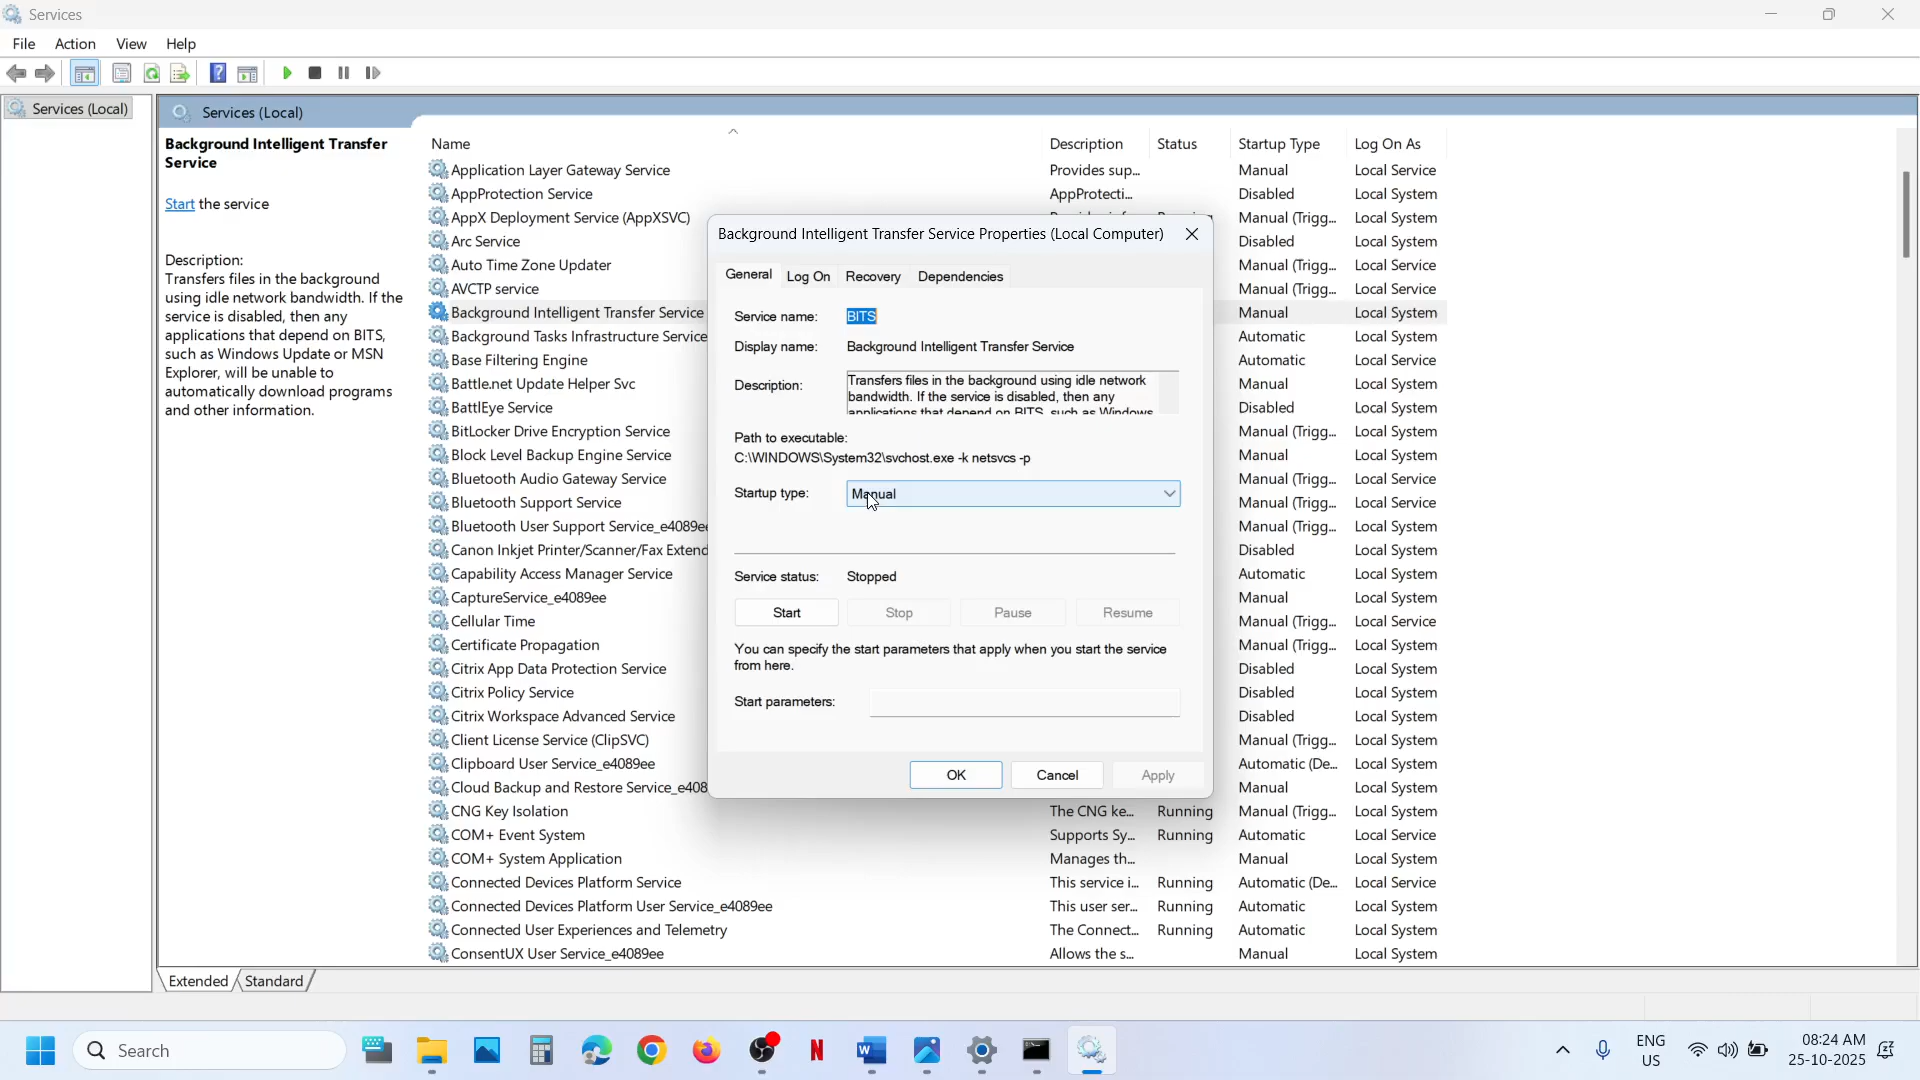 Services
File Action View Help
Services (Local)
Services (Local)
Background Intelligent Transfer
Service
Start the service
Description:
Transfers files in the background
using idle network bandwidth. If the
service is disabled, then any
applications that depend on BITS,
such as Windows Update or MSN
Explorer, will be unable to
automatically download programs
and other information.
Name Description Status Startup Type Log On As
Application Layer Gateway Service Provides sup... Manual Local Service
AppProtection Service AppProtecti... Disabled Local System
AppX Deployment Service (AppXSVC) Manual (Trigg... Local System
Arc Service Disabled Local System
Auto Time Zone Updater Manual (Trigg... Local Service
AVCTP service Manual (Trigg... Local Service
Background Intelligent Transfer Service Manual Local System
Background Tasks Infrastructure Service Automatic Local System
Base Filtering Engine Automatic Local Service
Battle.net Update Helper Svc Manual Local System
BattlEye Service Disabled Local System
BitLocker Drive Encryption Service Manual (Trigg... Local System
Block Level Backup Engine Service Manual Local System
Bluetooth Audio Gateway Service Manual (Trigg... Local Service
Bluetooth Support Service Manual (Trigg... Local Service
Bluetooth User Support Service_e4089ee Manual (Trigg... Local System
Canon Inkjet Printer/Scanner/Fax Extend Disabled Local System
Capability Access Manager Service Automatic Local System
CaptureService_e4089ee Manual Local System
Cellular Time Manual (Trigg... Local Service
Certificate Propagation Manual (Trigg... Local System
Citrix App Data Protection Service Disabled Local System
Citrix Policy Service Disabled Local System
Citrix Workspace Advanced Service Disabled Local System
Client License Service (ClipSVC) Manual (Trigg... Local System
Clipboard User Service_e4089ee Automatic (De... Local System
Cloud Backup and Restore Service_e408 Manual Local System
CNG Key Isolation The CNG ke... Running Manual (Trigg... Local System
COM+ Event System Supports Sy... Running Automatic Local Service
COM+ System Application Manages th... Manual Local System
Connected Devices Platform Service This service i... Running Automatic (De... Local Service
Connected Devices Platform User Service_e4089ee This user ser... Running Automatic Local System
Connected User Experiences and Telemetry The Connect... Running Automatic Local System
ConsentUX User Service_e4089ee Allows the s... Manual Local System
Background Intelligent Transfer Service Properties (Local Computer)
General Log On Recovery Dependencies
Service name: BITS
Display name: Background Intelligent Transfer Service
Description: Transfers files in the background using idle network
bandwidth. If the service is disabled, then any
applications that depend on BITS, such as Windows
Path to executable:
C:\WINDOWS\System32\svchost.exe -k netsvcs -p
Startup type: Manual
Service status: Stopped
Start Stop Pause Resume
You can specify the start parameters that apply when you start the service
from here.
Start parameters:
OK Cancel Apply
Extended Standard
Search
ENG
US
08:24 AM
25-10-2025